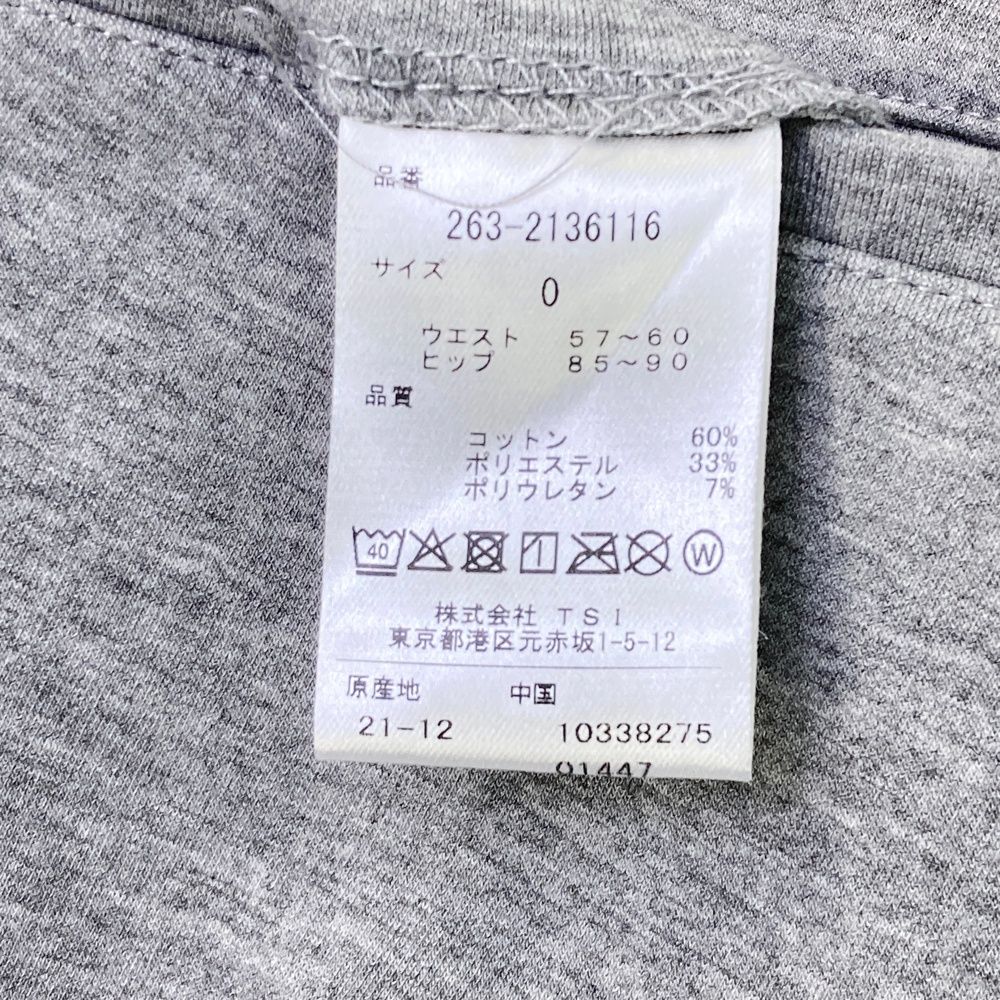 品番
263-2136116
サイズ
0
ウエスト 57～60
ヒップ 85～90
品質
コットン 60%
ポリエステル 33%
ポリウレタン 7%
40 W
株式会社 TSI
東京都港区元赤坂1-5-12
原産地 中国
21-12 10338275
01447